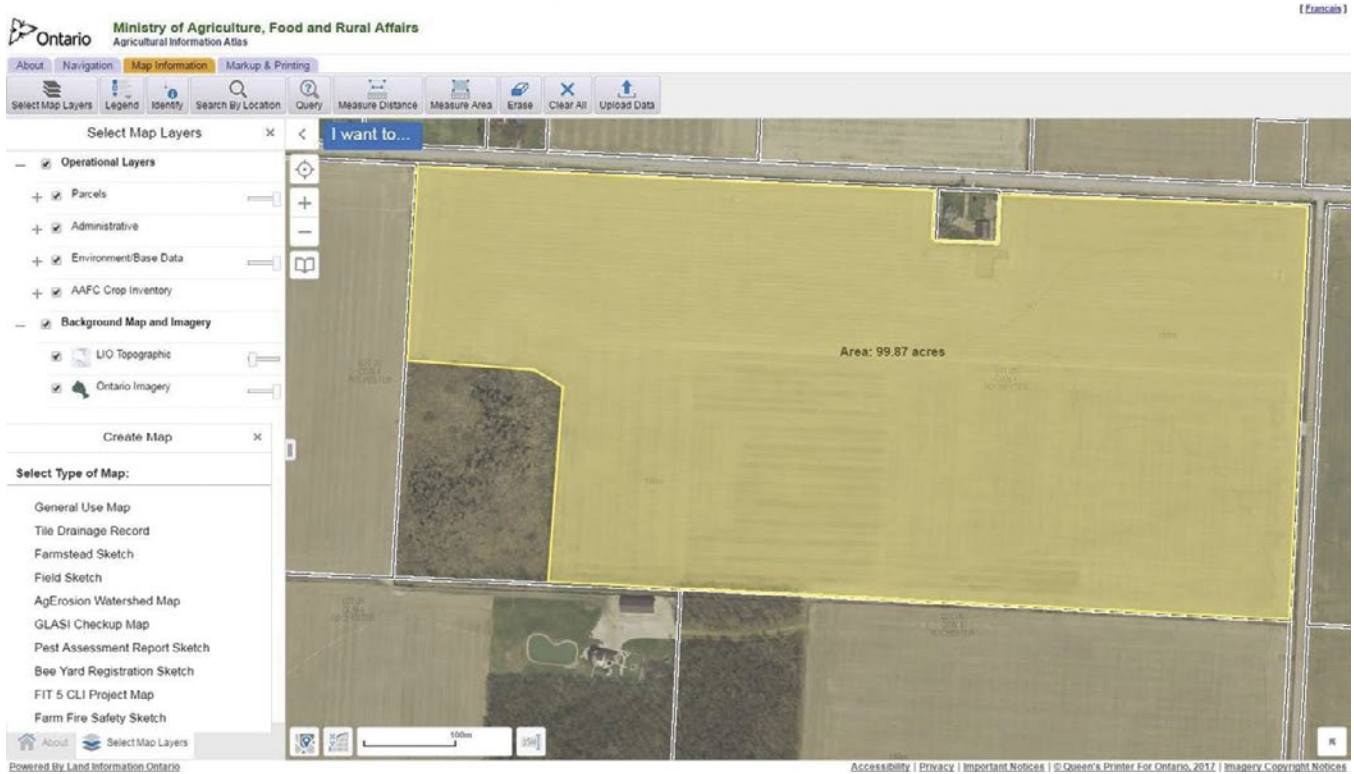 [ Français ]
Ontario
Ministry of Agriculture, Food and Rural Affairs
Agricultural Information Atlas
About Navigation Map Information Markup & Printing
Select Map Layers Legend Identify Search By Location Query Measure Distance Measure Area Erase Clear All Upload Data
Select Map Layers ×
I want to...
Operational Layers
Parcels
Administrative
Environment/Base Data
AAFC Crop Inventory
Background Map and Imagery
LIO Topographic
Ontario Imagery
Area: 99.87 acres
Create Map ×
Select Type of Map:
General Use Map
Tile Drainage Record
Farmstead Sketch
Field Sketch
AgErosion Watershed Map
GLASI Checkup Map
Pest Assessment Report Sketch
Bee Yard Registration Sketch
FIT 5 CLI Project Map
Farm Fire Safety Sketch
About Select Map Layers
100m
Powered By Land Information Ontario
Accessibility | Privacy | Important Notices | © Queen's Printer For Ontario, 2017 | Imagery Copyright Notices